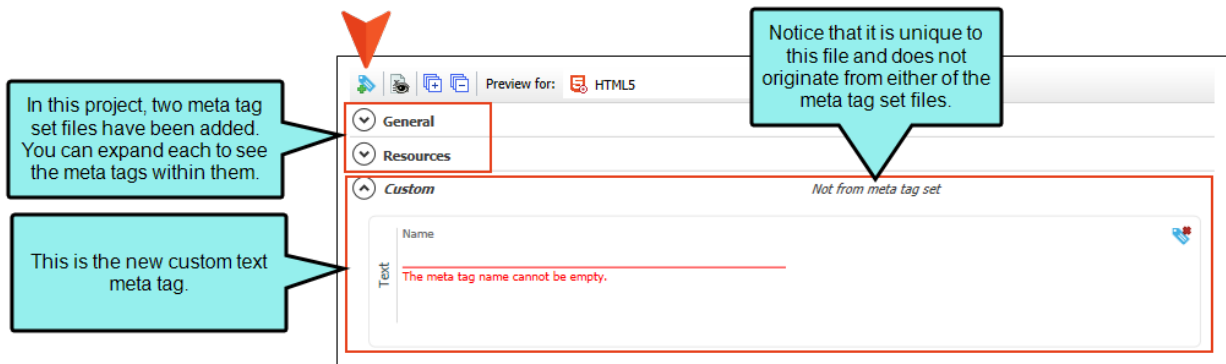 Notice that it is unique to
this file and does not
originate from either of the
meta tag set files.
In this project, two meta tag
set files have been added.
You can expand each to see
the meta tags within them.
Preview for:
HTML5
General
Resources
Custom
Not from meta tag set
This is the new custom text
meta tag.
Name
Text
The meta tag name cannot be empty.